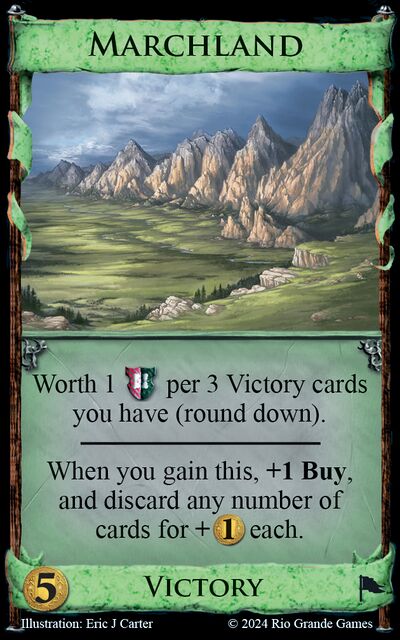 MARCHLAND
Worth 1 per 3 Victory cards
you have (round down).
When you gain this, +1 Buy,
and discard any number of
cards for + 1 each.
5 VICTORY
Illustration: Eric J Carter © 2024 Rio Grande Games